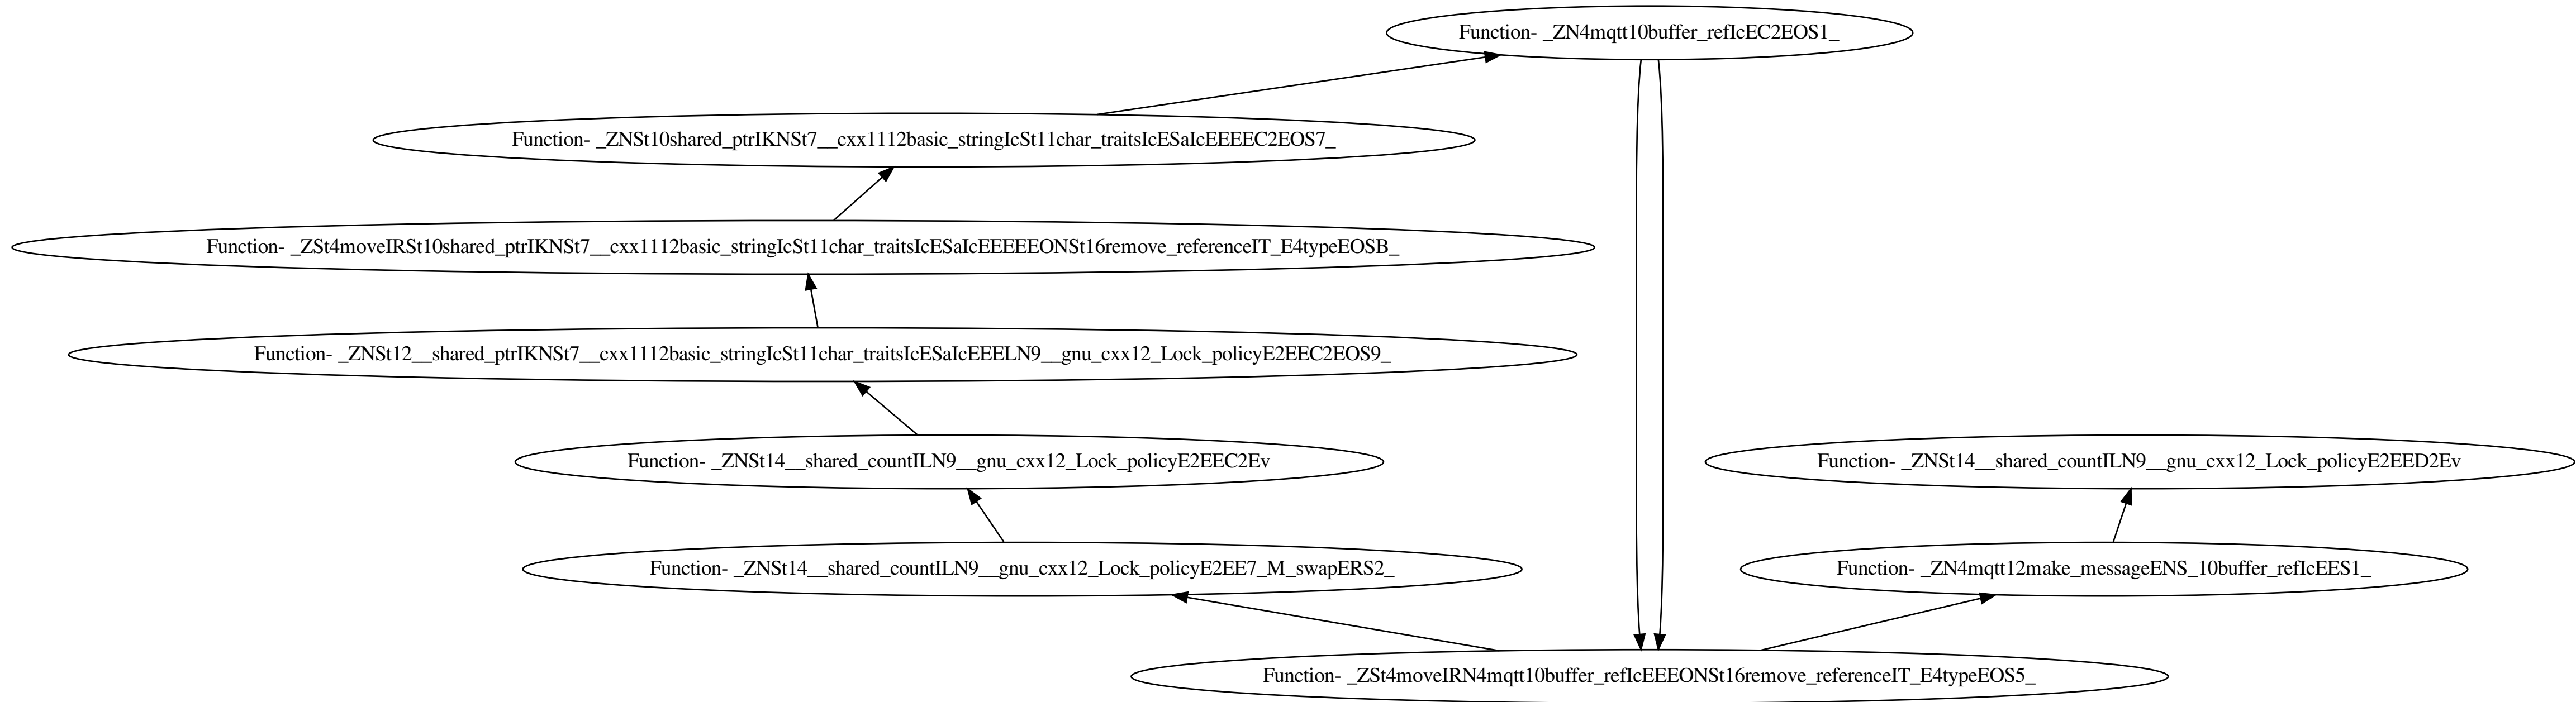 Function- _ZN4mqtt10buffer_refIcEC2EOS1_
Function- _ZNSt10shared_ptrIKNSt7__cxx1112basic_stringIcSt11char_traitsIcESaIcEEEEC2EOS7_
Function- _ZSt4moveIRSt10shared_ptrIKNSt7__cxx1112basic_stringIcSt11char_traitsIcESaIcEEEEEONSt16remove_referenceIT_E4typeEOSB_
Function- _ZNSt12__shared_ptrIKNSt7__cxx1112basic_stringIcSt11char_traitsIcESaIcEEELN9__gnu_cxx12_Lock_policyE2EEC2EOS9_
Function- _ZNSt14__shared_countILN9__gnu_cxx12_Lock_policyE2EEC2Ev
Function- _ZNSt14__shared_countILN9__gnu_cxx12_Lock_policyE2EED2Ev
Function- _ZNSt14__shared_countILN9__gnu_cxx12_Lock_policyE2EE7_M_swapERS2_
Function- _ZN4mqtt12make_messageENS_10buffer_refIcEES1_
Function- _ZSt4moveIRN4mqtt10buffer_refIcEEEONSt16remove_referenceIT_E4typeEOS5_